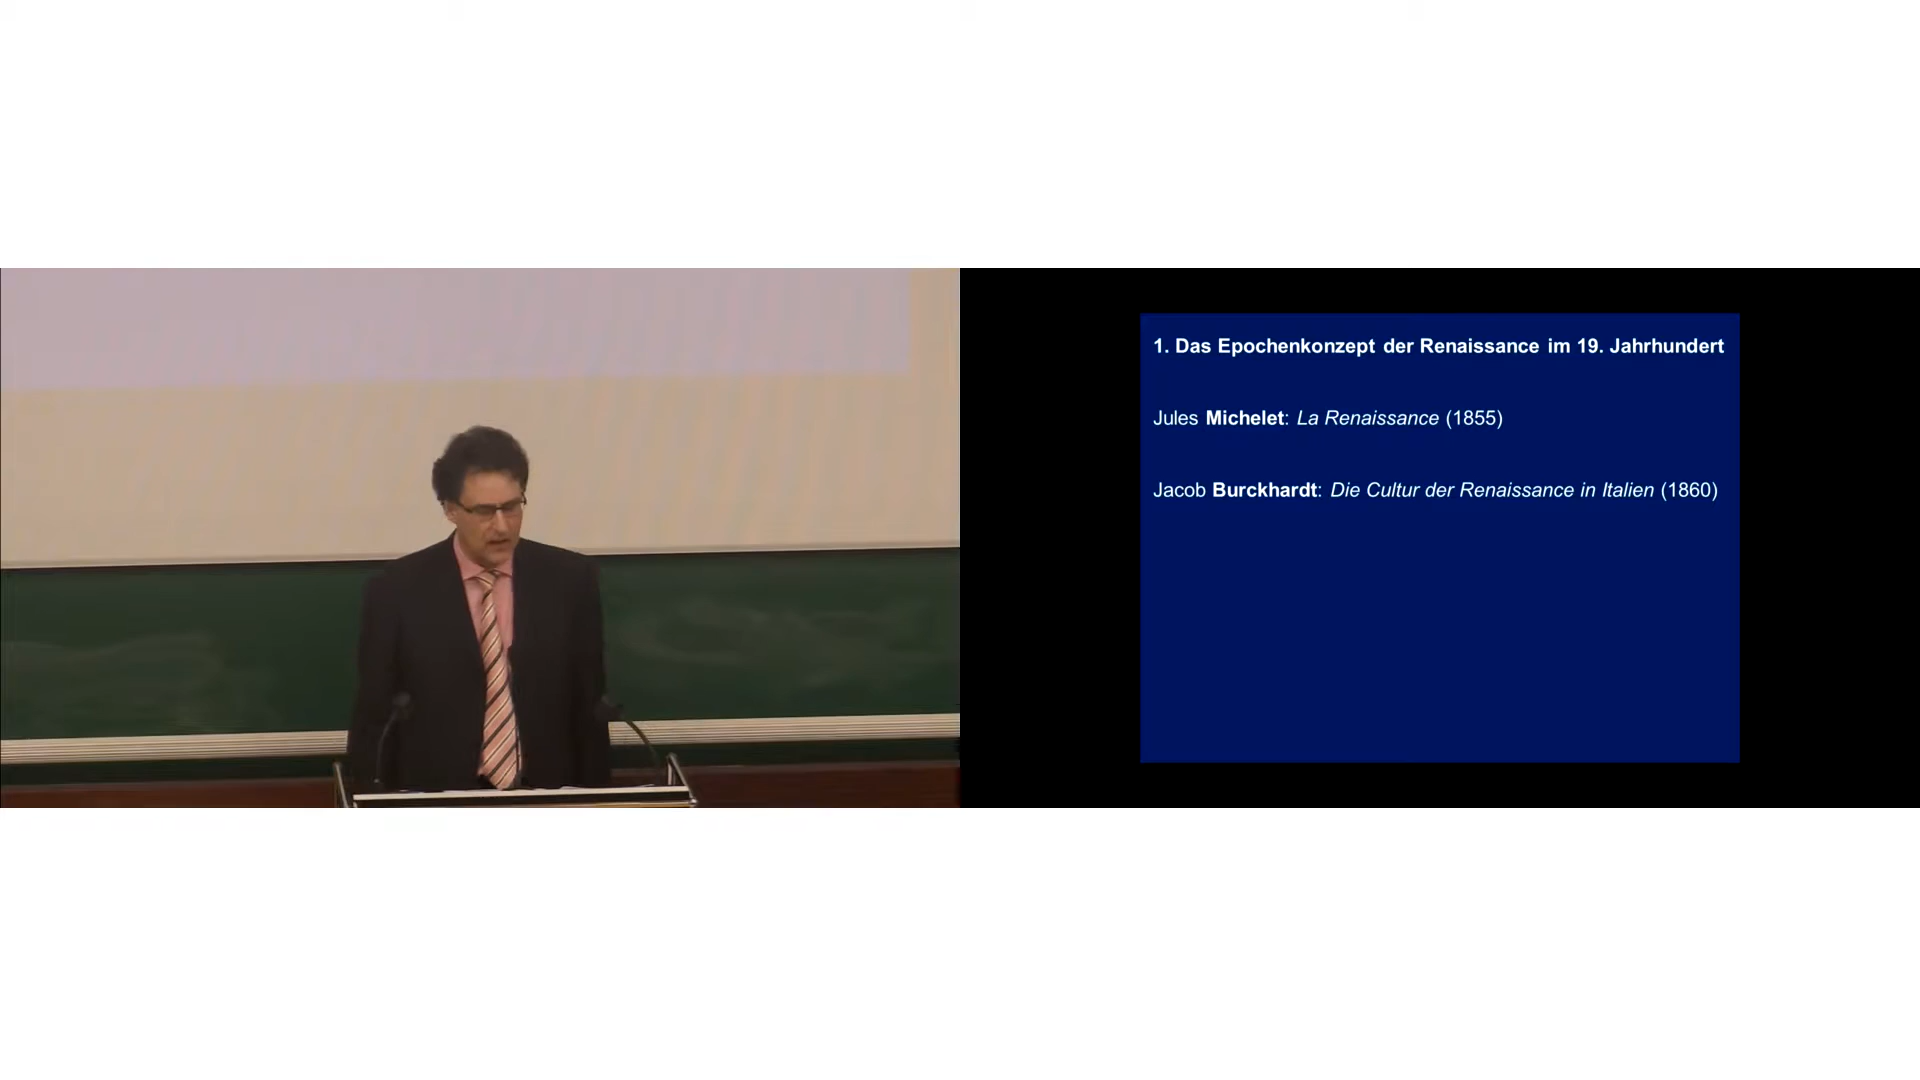 1. Das Epochenkonzept der Renaissance im 19. Jahrhundert
Jules Michelet: La Renaissance (1855)
Jacob Burckhardt: Die Cultur der Renaissance in Italien (1860)